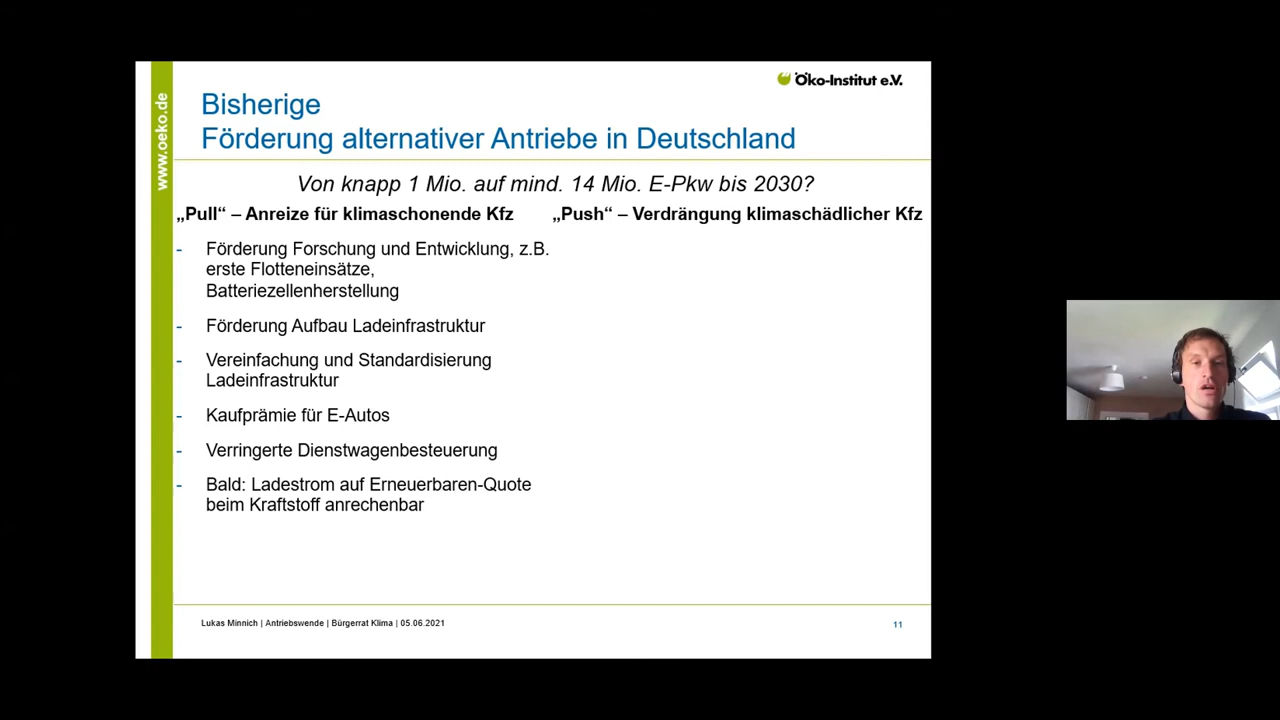 Öko-Institut e.V.
www.oeko.de
Bisherige
Förderung alternativer Antriebe in Deutschland
Von knapp 1 Mio. auf mind. 14 Mio. E-Pkw bis 2030?
„Pull“ – Anreize für klimaschonende Kfz
- Förderung Forschung und Entwicklung, z.B.
erste Flotteneinsätze,
Batteriezellenherstellung
- Förderung Aufbau Ladeinfrastruktur
- Vereinfachung und Standardisierung
Ladeinfrastruktur
- Kaufprämie für E-Autos
- Verringerte Dienstwagenbesteuerung
- Bald: Ladestrom auf Erneuerbaren-Quote
beim Kraftstoff anrechenbar
„Push“ – Verdrängung klimaschädlicher Kfz
Lukas Minnich | Antriebswende | Bürgerrat Klima | 05.06.2021
11